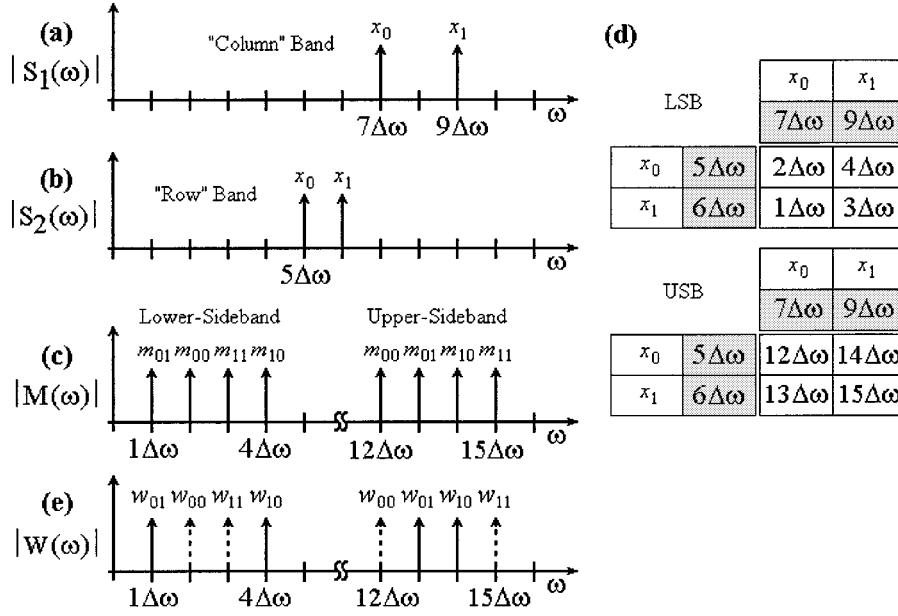 (a)
|S₁(ω)|
"Column" Band
x₀ x₁
7Δω 9Δω ω
(b)
|S₂(ω)|
"Row" Band
x₀ x₁
5Δω ω
(c)
|M(ω)|
Lower-Sideband Upper-Sideband
m₀₁ m₀₀ m₁₁ m₁₀ m₀₀ m₀₁ m₁₀ m₁₁
1Δω 4Δω 12Δω 15Δω ω
(e)
|W(ω)|
w₀₁ w₀₀ w₁₁ w₁₀ w₀₀ w₀₁ w₁₀ w₁₁
1Δω 4Δω 12Δω 15Δω ω
(d)
LSB
x₀ x₁
7Δω 9Δω
x₀ 5Δω 2Δω 4Δω
x₁ 6Δω 1Δω 3Δω
USB
x₀ x₁
7Δω 9Δω
x₀ 5Δω 12Δω 14Δω
x₁ 6Δω 13Δω 15Δω